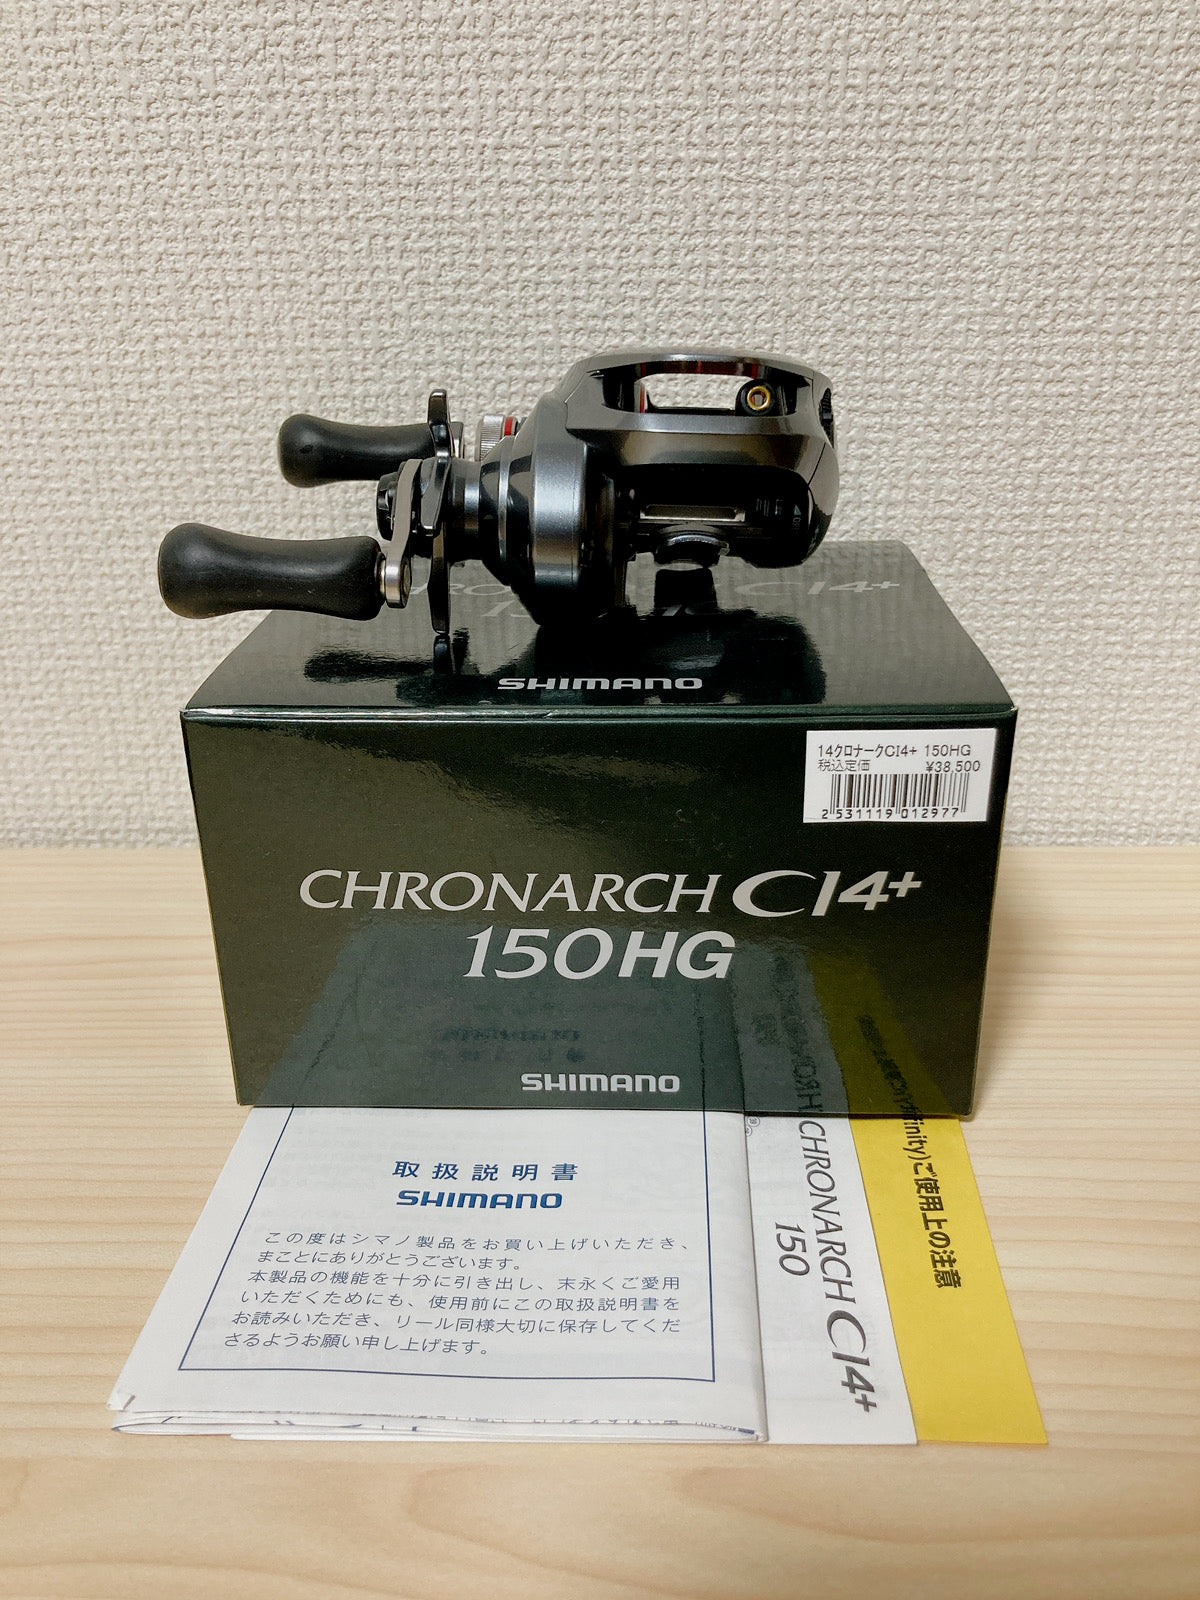 CHRONARCH CI4+
SHIMANO
14クロナークCI4+ 150HG
税込定価 ¥38,500
2 531119 012977
CHRONARCH CI4+
150HG
SHIMANO
取扱説明書
SHIMANO
この度はシマノ製品をお買い上げいただき、
まことにありがとうございます。
本製品の機能を十分に引き出し、末永くご愛用
いただくためにも、使用前にこの取扱説明書を
お読みいただき、リール同様大切に保存してくだ
さるようお願い申し上げます。
CHRONARCH CI4+
150
finity)ご使用上の注意